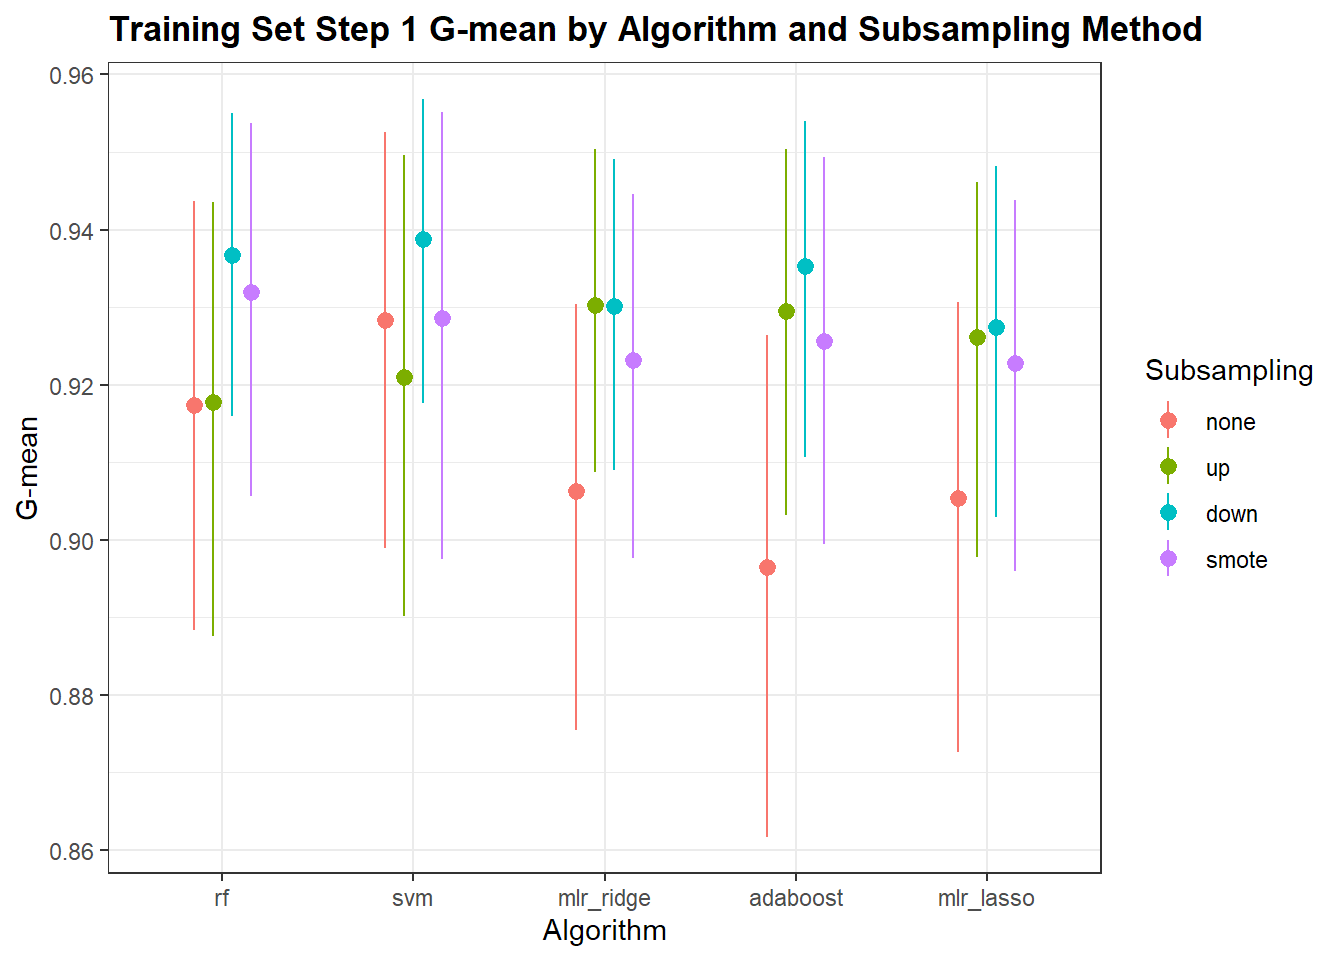 Training Set Step 1 G-mean by Algorithm and Subsampling Method
0.96
0.94
0.92
0.90
0.88
0.86
G-mean
rf
svm
mlr_ridge
adaboost
mlr_lasso
Algorithm
Subsampling
none
up
down
smote